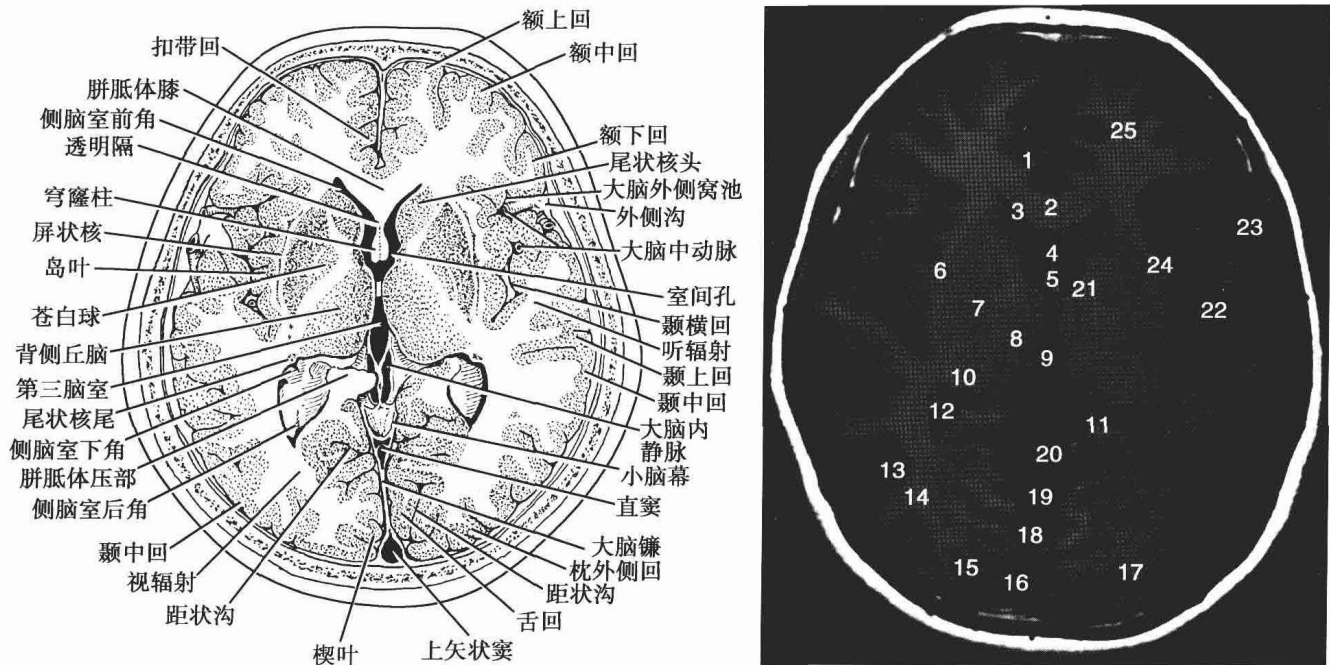 额上回
扣带回
额中回
胼胝体膝
侧脑室前角
透明隔
额下回
尾状核头
大脑外侧窝池
外侧沟
穹窿柱
屏状核
岛叶
苍白球
大脑中动脉
室间孔
颞横回
听辐射
颞上回
颞中回
背侧丘脑
第三脑室
尾状核尾
侧脑室下角
胼胝体压部
侧脑室后角
大脑内
静脉
小脑幕
直窦
颞中回
视辐射
距状沟
大脑镰
枕外侧回
距状沟
舌回
楔叶
上矢状窦
25
1
3
2
23
4
24
6
5
21
7
22
8
9
10
12
11
20
13
14
19
18
15
16
17